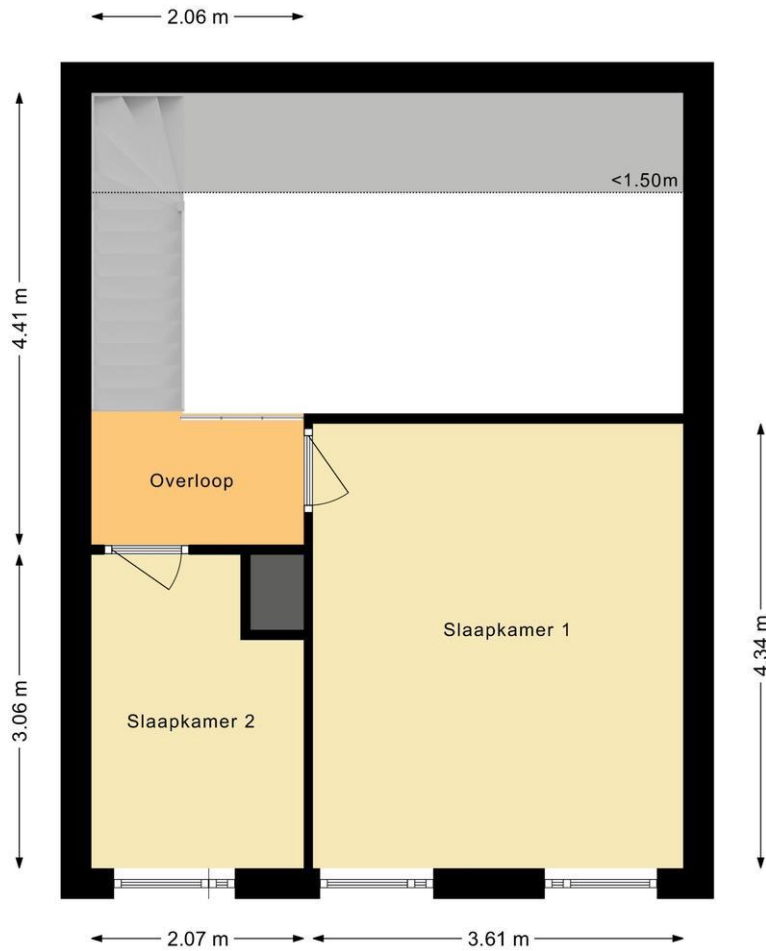 2.06 m
<1.50m
4.41 m
Overloop
Slaapkamer 1
4.34 m
3.06 m
Slaapkamer 2
2.07 m
3.61 m